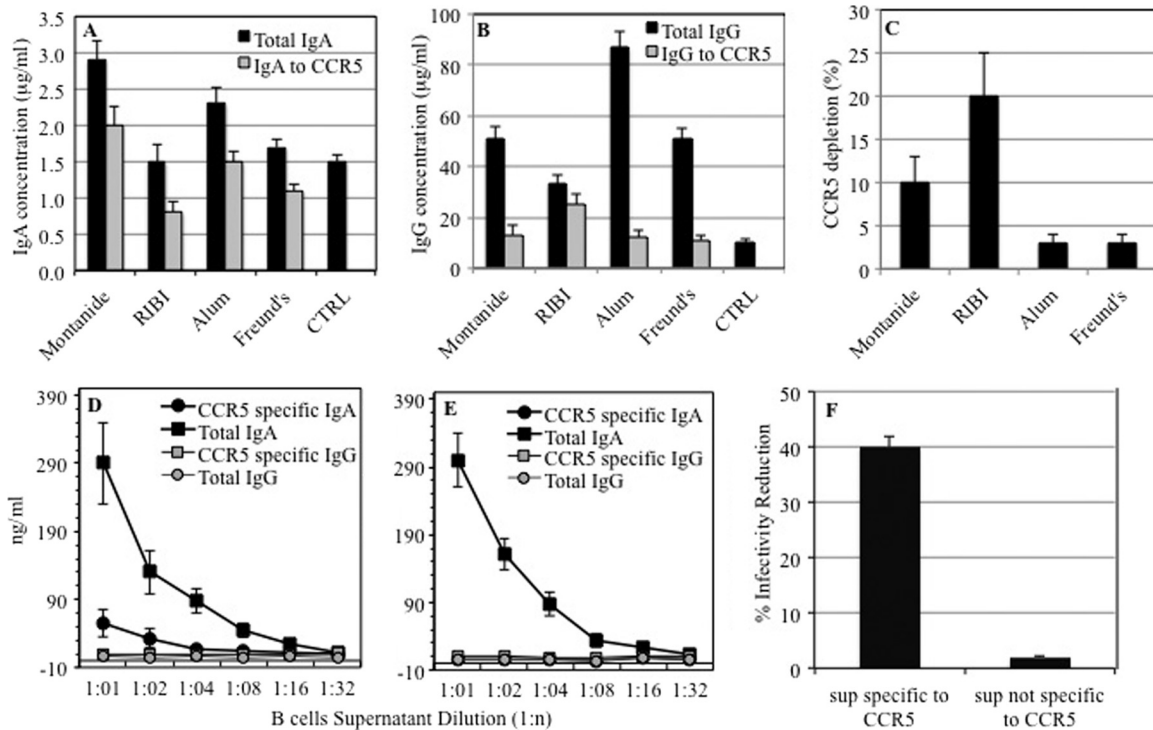 A
Total IgA
IgA to CCR5
IgA concentration (µg/ml)
3.5
3.0
2.5
2.0
1.5
1.0
0.5
0.0
Montanide
RIBI
Alum
Freund's
CTRL
B
Total IgG
IgG to CCR5
IgG concentration (µg/ml)
100
80
60
40
20
0
Montanide
RIBI
Alum
Freund's
CTRL
C
CCR5 depletion (%)
30
25
20
15
10
5
0
Montanide
RIBI
Alum
Freund's
D
CCR5 specific IgA
Total IgA
CCR5 specific IgG
Total IgG
ng/ml
390
290
190
90
-10
1:01 1:02 1:04 1:08 1:16 1:32
E
CCR5 specific IgA
Total IgA
CCR5 specific IgG
Total IgG
390
290
190
90
-10
1:01 1:02 1:04 1:08 1:16 1:32
B cells Supernatant Dilution (1:n)
F
% Infectivity Reduction
50
40
30
20
10
0
sup specific to
CCR5
sup not specific
to CCR5